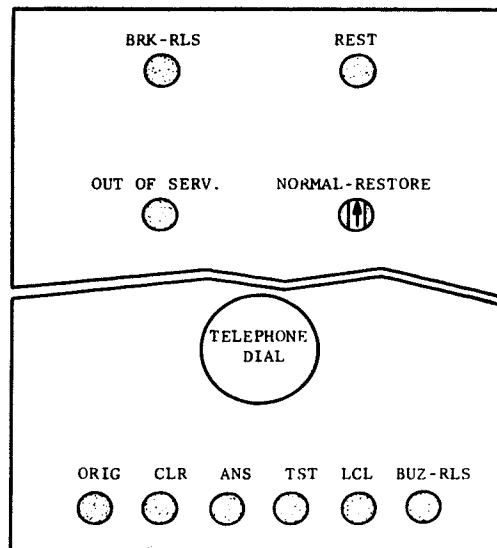 BRK-RLS REST
OUT OF SERV. NORMAL-RESTORE
TELEPHONE
DIAL
ORIG CLR ANS TST LCL BUZ-RLS